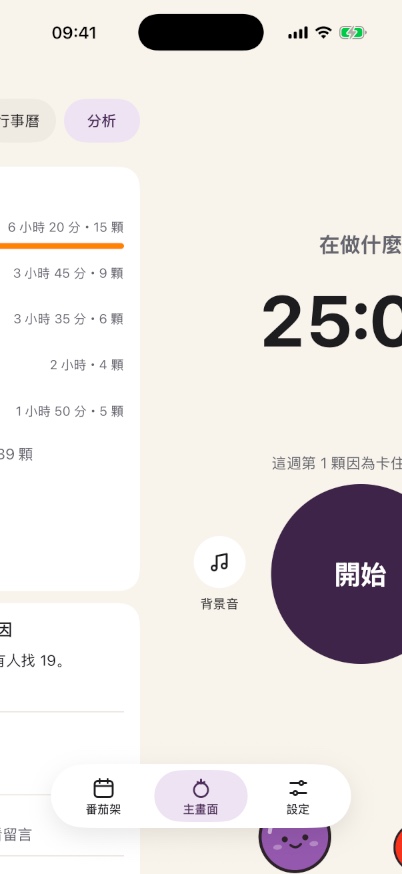 09:41
行事曆
分析
6 小時 20 分・15 顆
3 小時 45 分・9 顆
3 小時 35 分・6 顆
2 小時・4 顆
1 小時 50 分・5 顆
39 顆
因
有人找 19。
留言
在做什麼
25:0
這週第 1 顆因為卡住
開始
背景音
番茄架
主畫面
設定